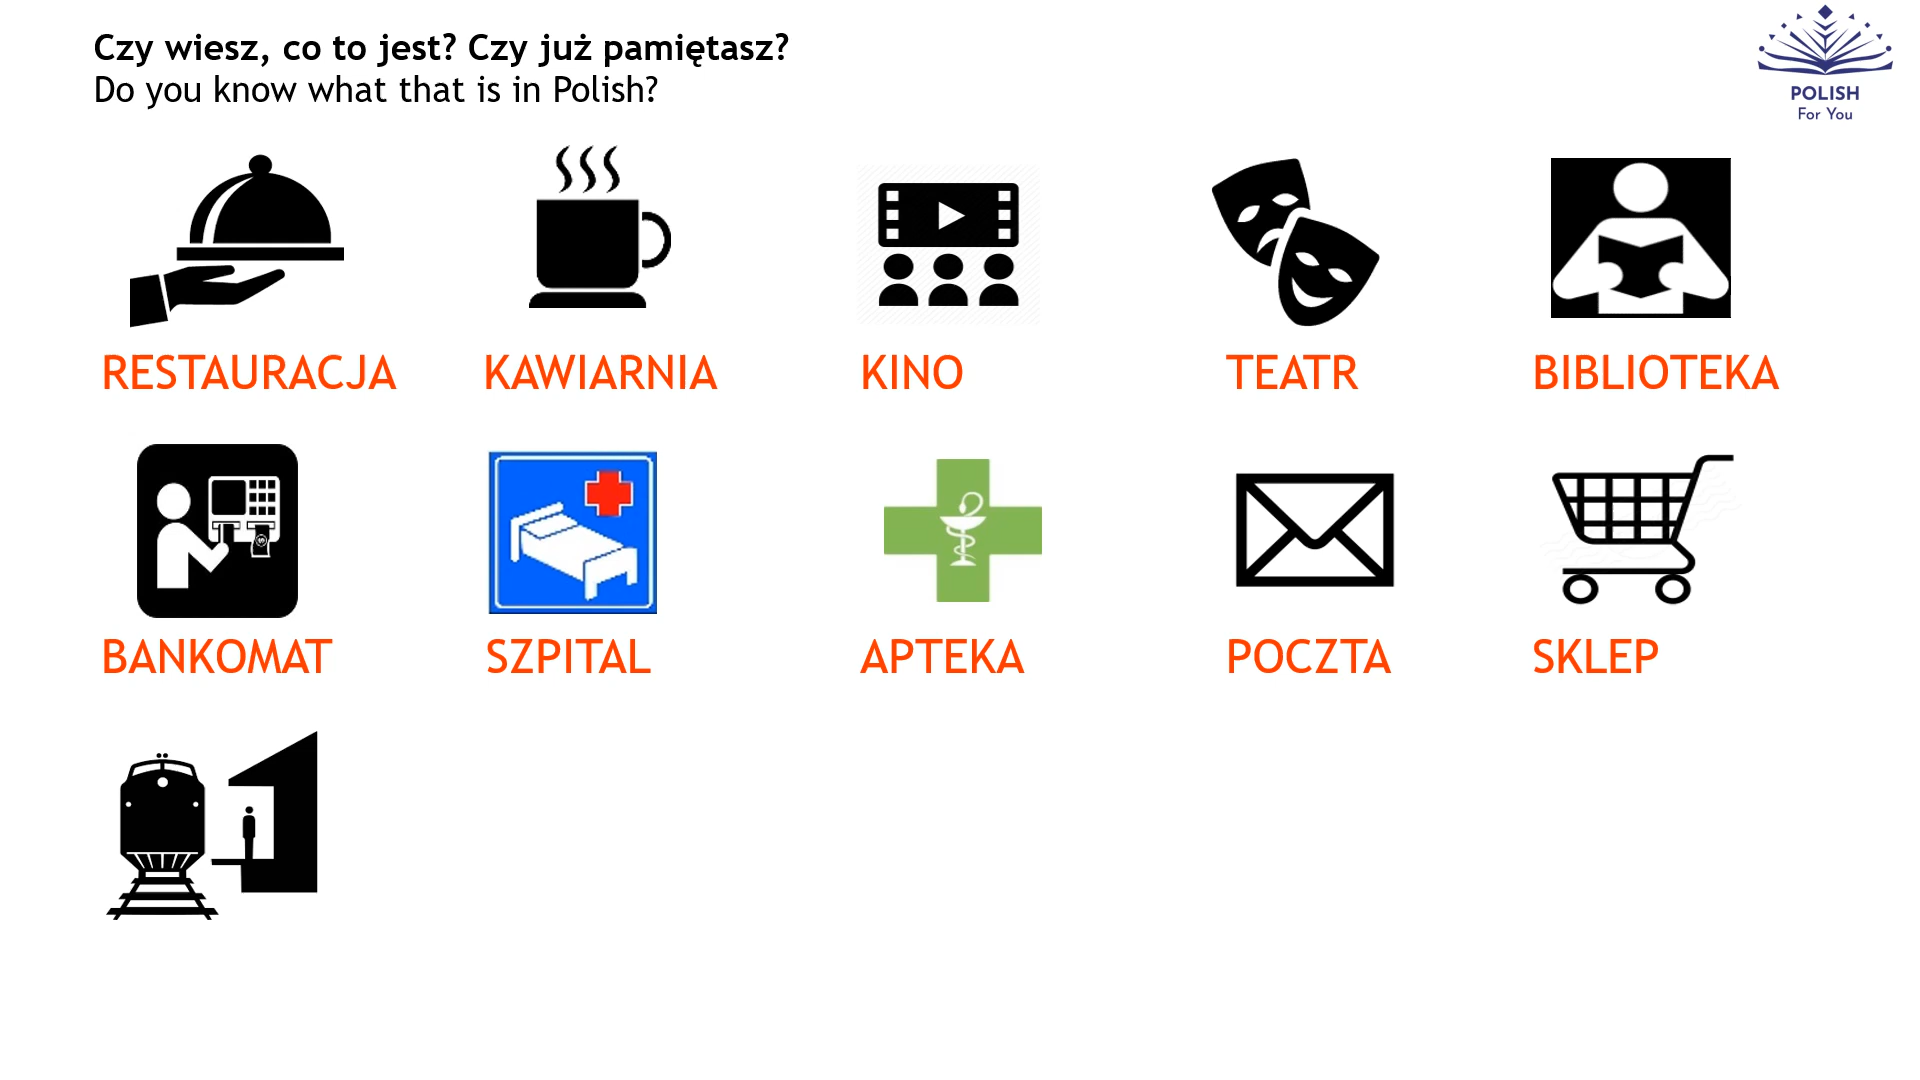 Czy wiesz, co to jest? Czy już pamiętasz?
Do you know what that is in Polish?
POLISH
For You
RESTAURACJA
KAWIARNIA
KINO
TEATR
BIBLIOTEKA
BANKOMAT
SZPITAL
APTEKA
POCZTA
SKLEP